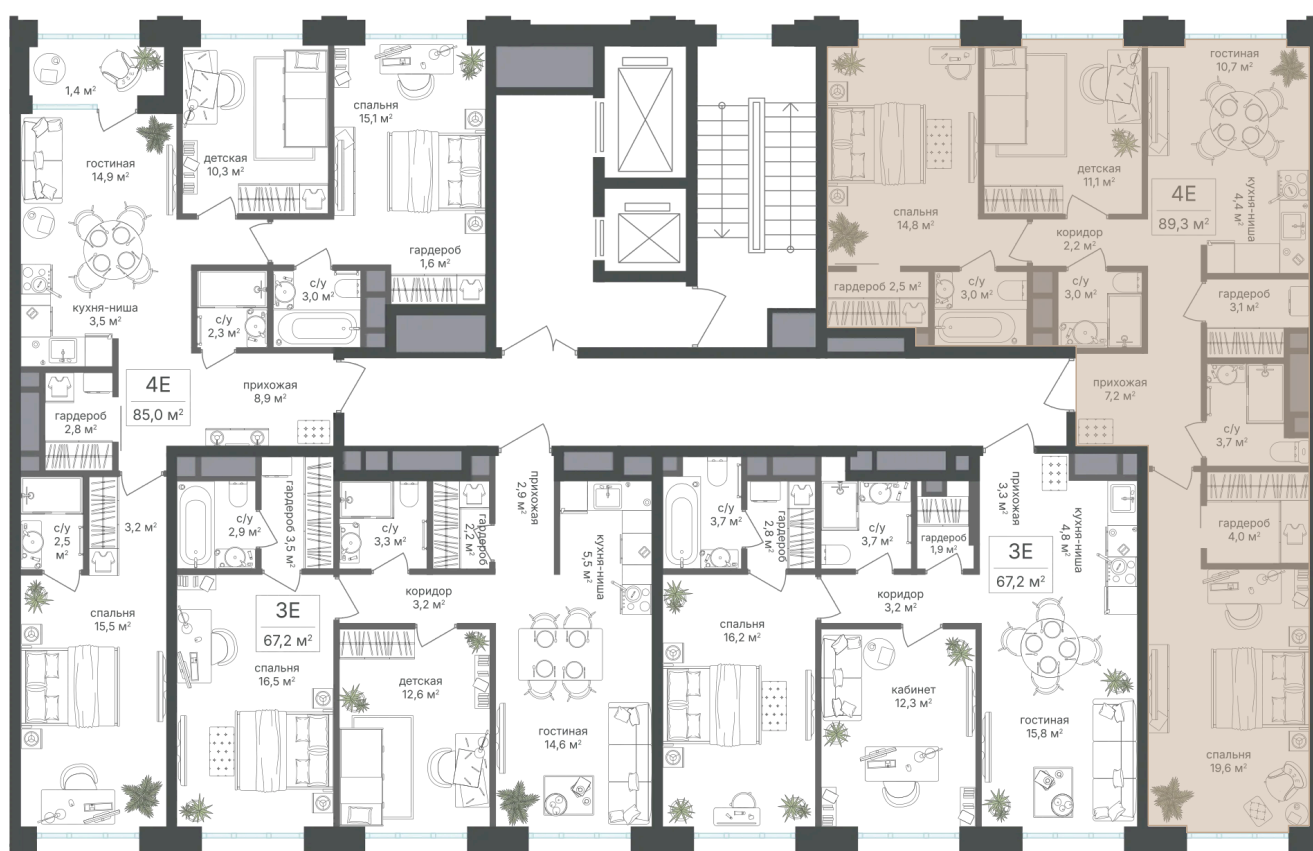 1,4 м²
гостиная
14,9 м²
кухня-ниша
3,5 м²
детская
10,3 м²
спальня
15,1 м²
гардероб
1,6 м²
с/у
2,3 м²
с/у
3,0 м²
4Е
85,0 м²
прихожая
8,9 м²
гардероб
2,8 м²
3,2 м²
с/у
2,5
м²
спальня
15,5 м²
с/у
2,9 м²
гардероб
3,5 м²
3Е
67,2 м²
спальня
16,5 м²
с/у
3,3 м²
гардероб
2,2 м²
прихожая
2,9 м²
коридор
3,2 м²
детская
12,6 м²
кухня-ниша
5,5 м²
гостиная
14,6 м²
с/у
3,7 м²
гардероб
2,8 м²
спальня
16,2 м²
с/у
3,7 м²
гардероб
1,9 м²
коридор
3,2 м²
кабинет
12,3 м²
прихожая
3,3 м²
3Е
67,2 м²
кухня-ниша
4,8 м²
гостиная
15,8 м²
спальня
14,8 м²
гардероб 2,5 м²
с/у
3,0 м²
детская
11,1 м²
коридор
2,2 м²
с/у
3,0 м²
гостиная
10,7 м²
4Е
89,3 м²
кухня-ниша
4,4 м²
гардероб
3,1 м²
прихожая
7,2 м²
с/у
3,7 м²
гардероб
4,0 м²
спальня
19,6 м²